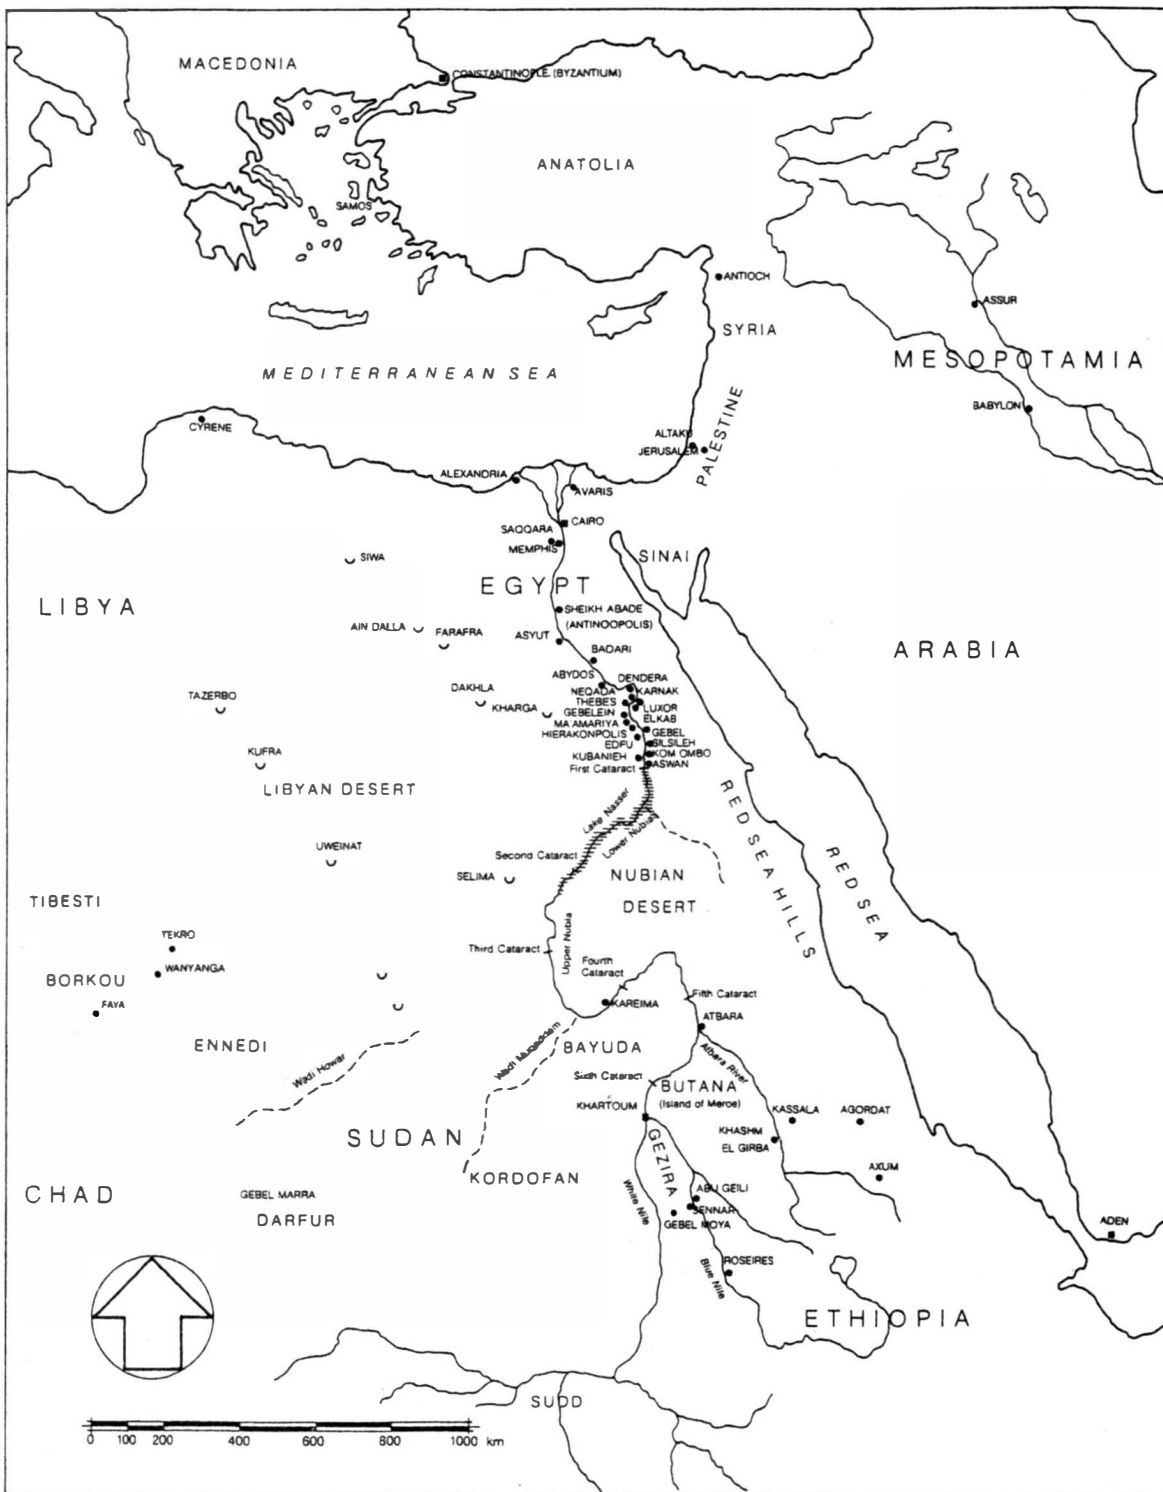 MACEDONIA
CONSTANTINOPLE (BYZANTIUM)
ANATOLIA
SAMOS
ANTIOCH
ASSUR
SYRIA
MESOPOTAMIA
MEDITERRANEAN SEA
BABYLON
CYRENE
PALESTINE
ALTAKU
JERUSALEM
ALEXANDRIA
AVARIS
CAIRO
SAQQARA
MEMPHIS
SINAI
SIWA
EGYPT
LIBYA
SHEIKH ABADE
(ANTINOOPOLIS)
AIN DALLA
FARAFRA
ASYUT
BADARI
ARABIA
ABYDOS
DENDERA
DAKHLA
NEQADA
KARNAK
TAZERBO
KHARGA
THEBES
LUXOR
GEBELEIN
ELKAB
MA'AMARIYA
GEBEL
SILSILEH
HIERAKONPOLIS
EDFU
KOM OMBO
KUBANIEH
ASWAN
First Cataract
KUFRA
LIBYAN DESERT
Lake Nasser
Lower Nubia
RED SEA HILLS
RED SEA
UWEINAT
Second Cataract
SELIMA
NUBIAN
DESERT
TIBESTI
TEKRO
WANYANGA
BORKOU
FAYA
Third Cataract
Upper Nubia
Fourth
Cataract
KAREIMA
Fifth Cataract
ATBARA
ENNEDI
Wadi Howar
Wadi Muqaddam
BAYUDA
Atbara River
Sixth Cataract
BUTANA
(Island of Meroe)
KHARTOUM
KASSALA
AGORDAT
KHASHM
EL GIRBA
SUDAN
GEZIRA
AXUM
KORDOFAN
CHAD
GEBEL MARRA
DARFUR
White Nile
ABU GEILI
SENNAR
GEBEL MOYA
ADEN
ROSEIRES
Blue Nile
ETHIOPIA
SUDD
0 100 200 400 600 800 1000 km